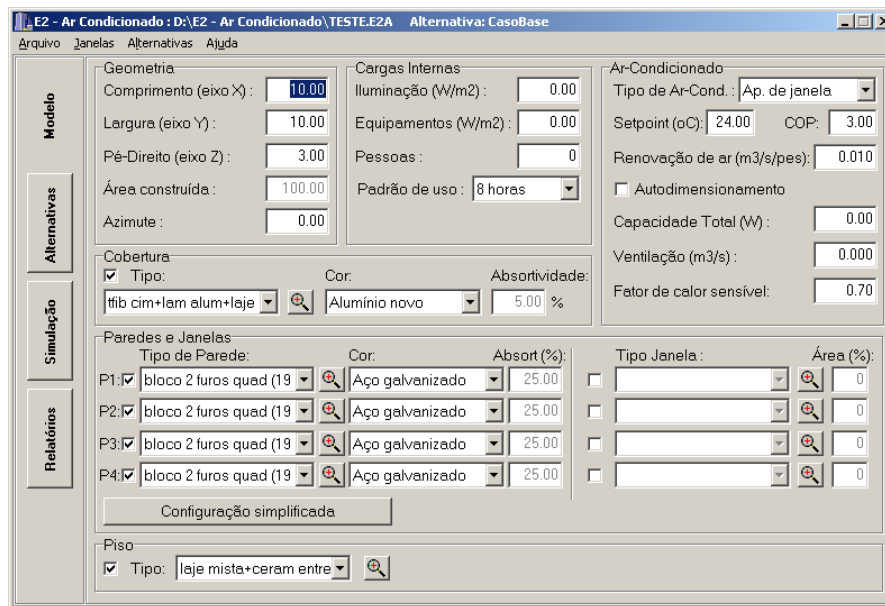 E2 - Ar Condicionado : D:\E2 - Ar Condicionado\TESTE.E2A Alternativa: CasoBase
Arquivo Janelas Alternativas Ajuda
Modelo
Alternativas
Simulação
Relatórios
Geometria
Comprimento (eixo X) : 10.00
Largura (eixo Y) : 10.00
Pé-Direito (eixo Z) : 3.00
Área construída : 100.00
Azimute : 0.00
Cargas Internas
Iluminação (W/m2) : 0.00
Equipamentos (W/m2) : 0.00
Pessoas : 0
Padrão de uso : 8 horas
Ar-Condicionado
Tipo de Ar-Cond. : Ap. de janela
Setpoint (oC): 24.00 COP: 3.00
Renovação de ar (m3/s/pes): 0.010
Autodimensionamento
Capacidade Total (W) : 0.00
Ventilação (m3/s) : 0.000
Fator de calor sensível: 0.70
Cobertura
Tipo: Cor: Absortividade:
tfib cim+lam alum+laje Alumínio novo 5.00 %
Paredes e Janelas
Tipo de Parede: Cor: Absort (%): Tipo Janela : Área (%):
P1: bloco 2 furos quad (19 Aço galvanizado 25.00 0
P2: bloco 2 furos quad (19 Aço galvanizado 25.00 0
P3: bloco 2 furos quad (19 Aço galvanizado 25.00 0
P4: bloco 2 furos quad (19 Aço galvanizado 25.00 0
Configuração simplificada
Piso
Tipo: laje mista+ceram entre